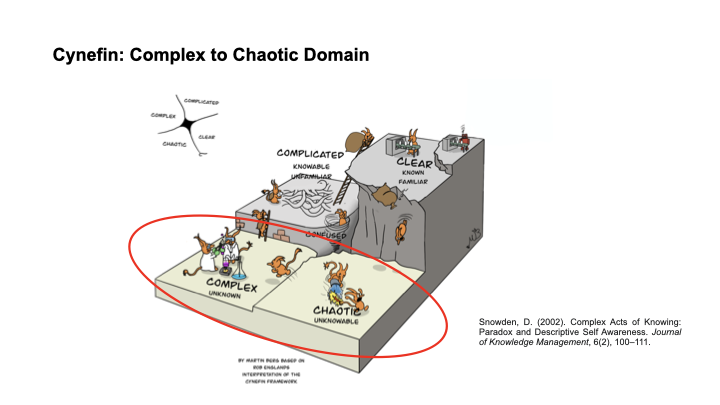 Cynefin: Complex to Chaotic Domain
COMPLICATED
COMPLEX
CLEAR
CHAOTIC
COMPLICATED
KNOWABLE
UNFAMILIAR
CLEAR
KNOWN
FAMILIAR
CONFUSED
COMPLEX
UNKNOWN
CHAOTIC
UNKNOWABLE
Snowden, D. (2002). Complex Acts of Knowing:
Paradox and Descriptive Self Awareness. Journal
of Knowledge Management, 6(2), 100–111.
BY MARTIN BERG BASED ON
ROB ENGLANDS
INTERPRETATION OF THE
CYNEFIN FRAMEWORK